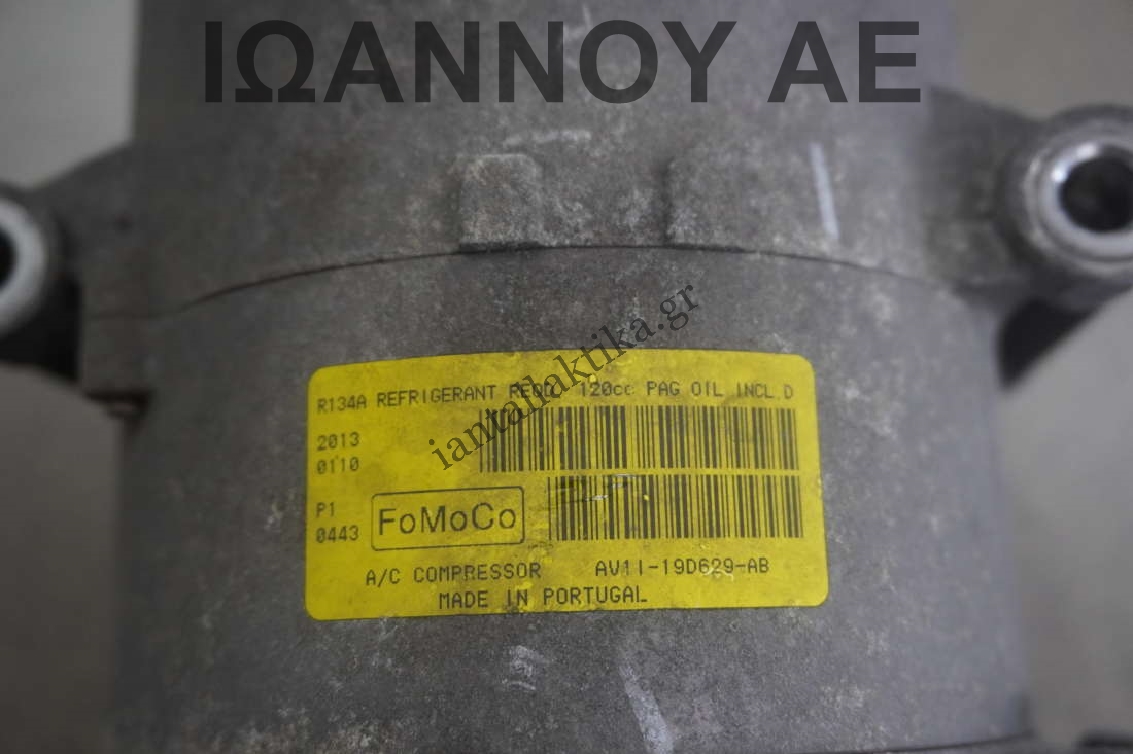 ΙΩΑΝΝΟΥ ΑΕ
iantallaktika.gr
R134A REFRIGERANT REQD. 120cc PAG OIL INCL.D
2013
0110
P1
0443
FoMoCo
A/C COMPRESSOR AV11-19D629-AB
MADE IN PORTUGAL